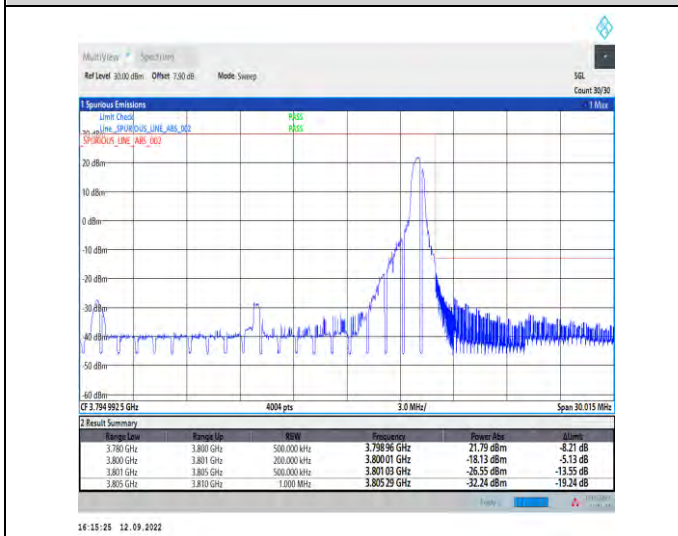 MultiView Spectrum
Ref Level 30.00 dBm Offset 7.90 dB Mode Sweep SGL
Count 30/30
1 Spurious Emissions 1 Max
Limit Check PASS
Line _SPURIOUS_LINE_ABS_002 PASS
_SPURIOUS_LINE_ABS_002
20 dBm
10 dBm
0 dBm
-10 dBm
-20 dBm
-30 dBm
-40 dBm
-50 dBm
-60 dBm
CF 3.794 992 5 GHz 4004 pts 3.0 MHz/ Span 30.015 MHz
2 Result Summary
Range Low Range Up RBW Frequency Power Abs ΔLimit
3.780 GHz 3.800 GHz 500.000 kHz 3.798 96 GHz 21.79 dBm -8.21 dB
3.800 GHz 3.801 GHz 200.000 kHz 3.800 01 GHz -18.13 dBm -5.13 dB
3.801 GHz 3.805 GHz 500.000 kHz 3.801 03 GHz -26.55 dBm -13.55 dB
3.805 GHz 3.810 GHz 1.000 MHz 3.805 29 GHz -32.24 dBm -19.24 dB
16:15:25 12.09.2022